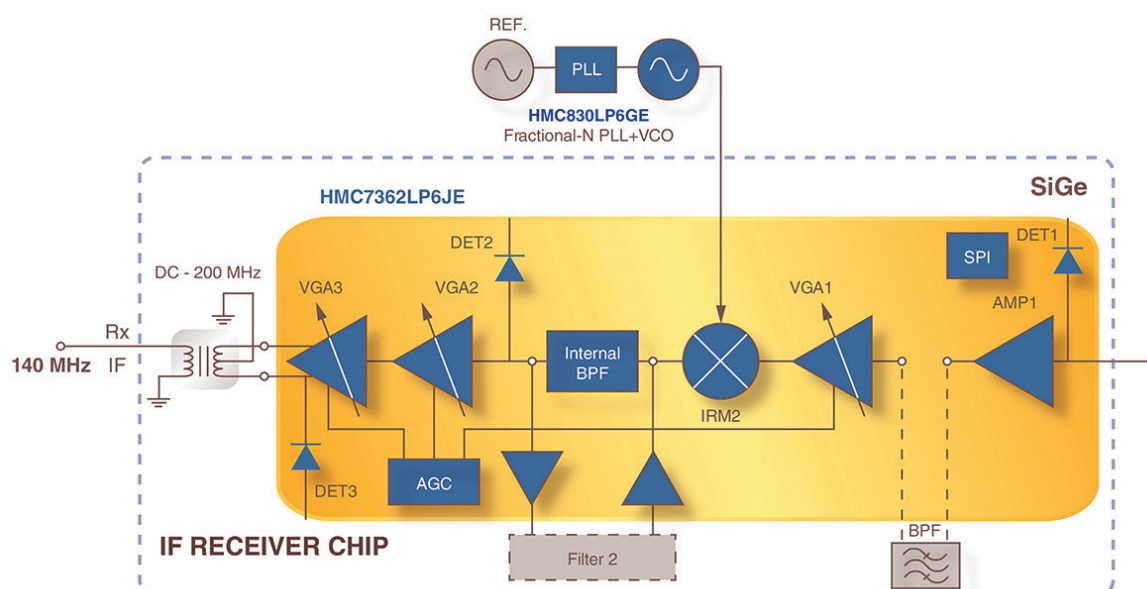 REF.
PLL
HMC830LP6GE
Fractional-N PLL+VCO
SiGe
HMC7362LP6JE
DET2
DET1
SPI
DC - 200 MHz
VGA3
VGA2
VGA1
AMP1
Rx
140 MHz
IF
Internal
BPF
IRM2
DET3
AGC
IF RECEIVER CHIP
Filter 2
BPF